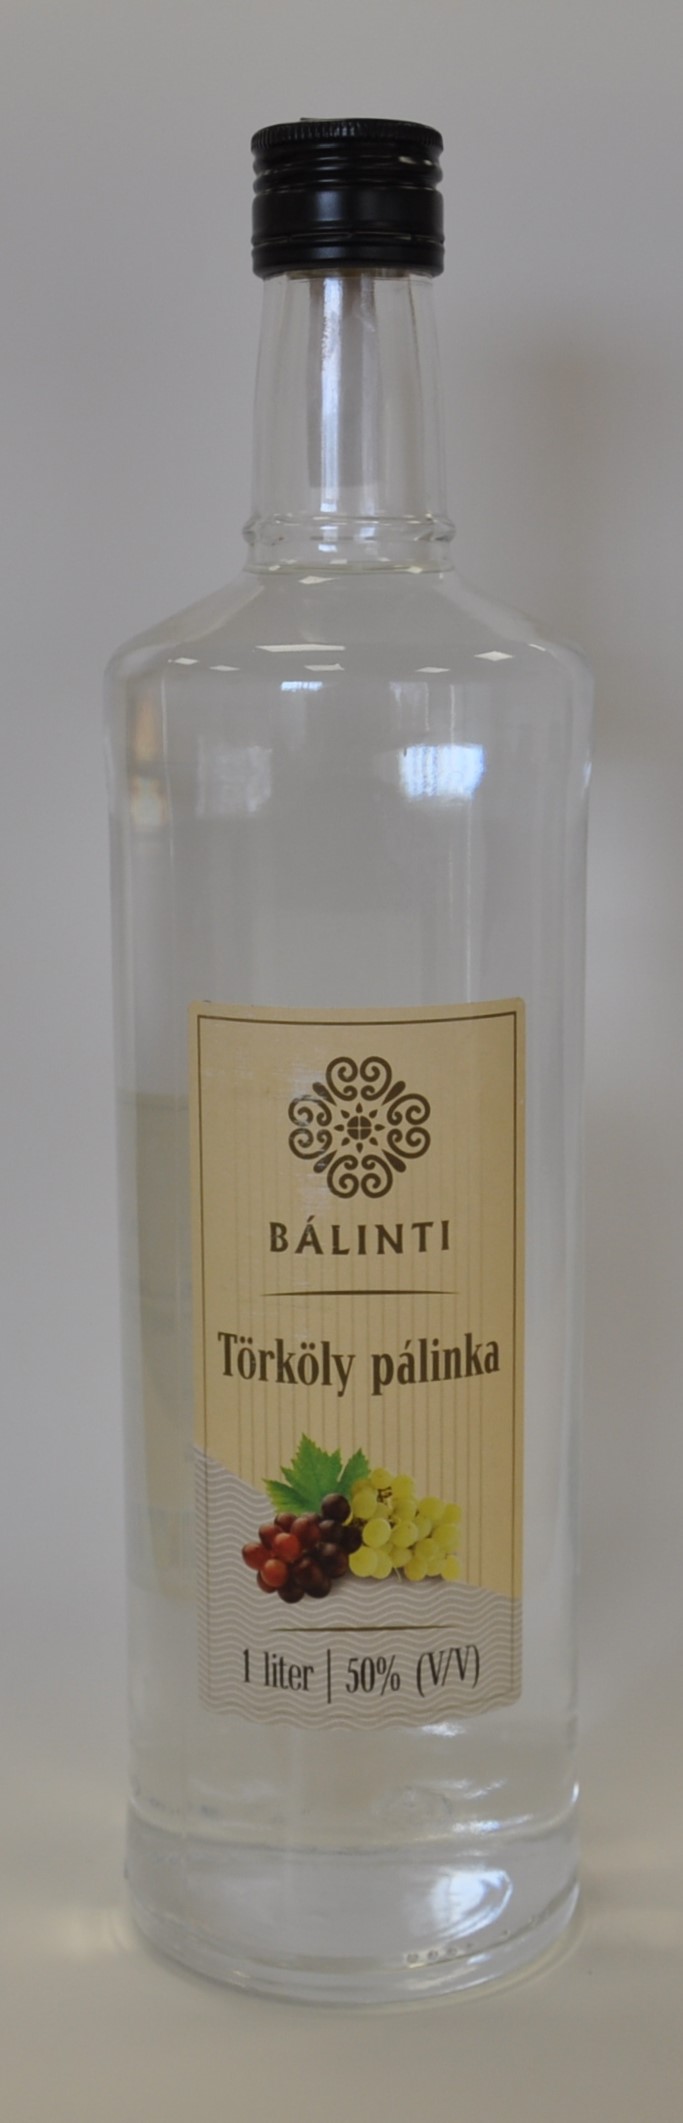 BÁLINTI
Törköly pálinka
1 liter | 50% (V/V)